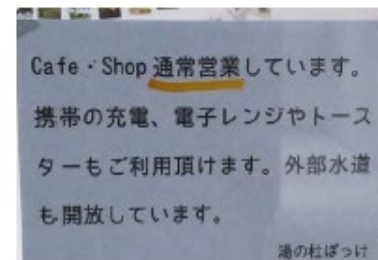 Cafe・Shop 通常営業しています。
携帯の充電、電子レンジやトース
ターもご利用頂けます。外部水道
も開放しています。
湯の杜ぽっけ